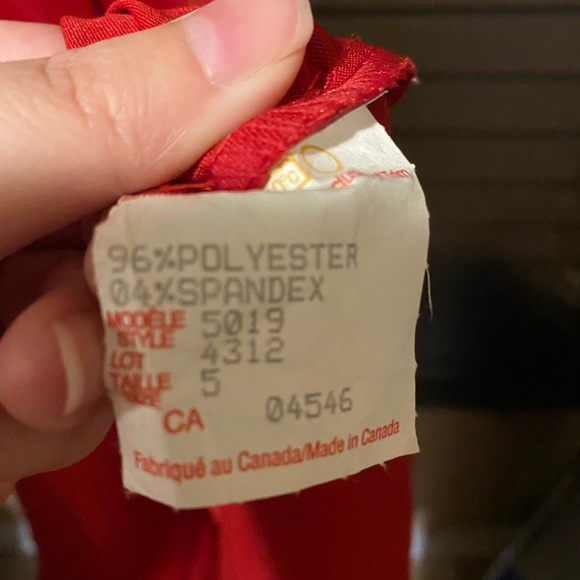 96%POLYESTER
04%SPANDEX
MODÈLE
STYLE 5019
LOT 4312
TAILLE 5
CA 04546
Fabriqué au Canada/Made in Canada